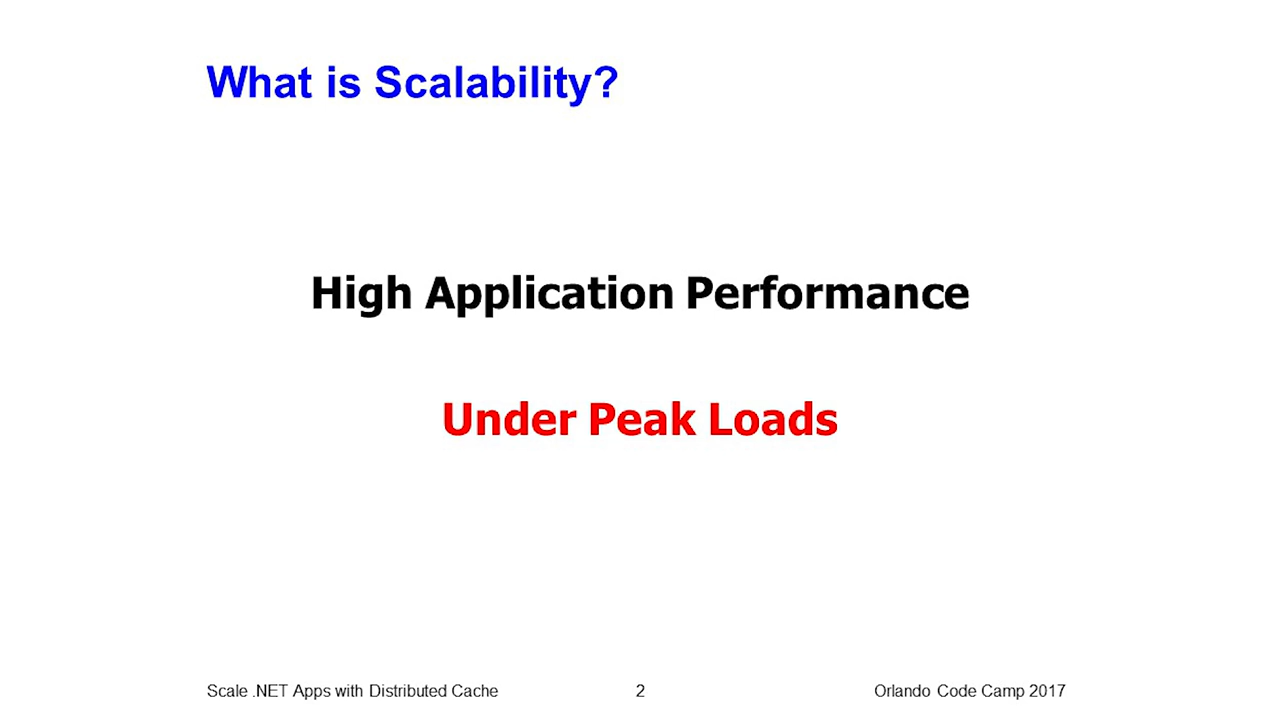 What is Scalability?
High Application Performance
Under Peak Loads
Scale .NET Apps with Distributed Cache
2
Orlando Code Camp 2017